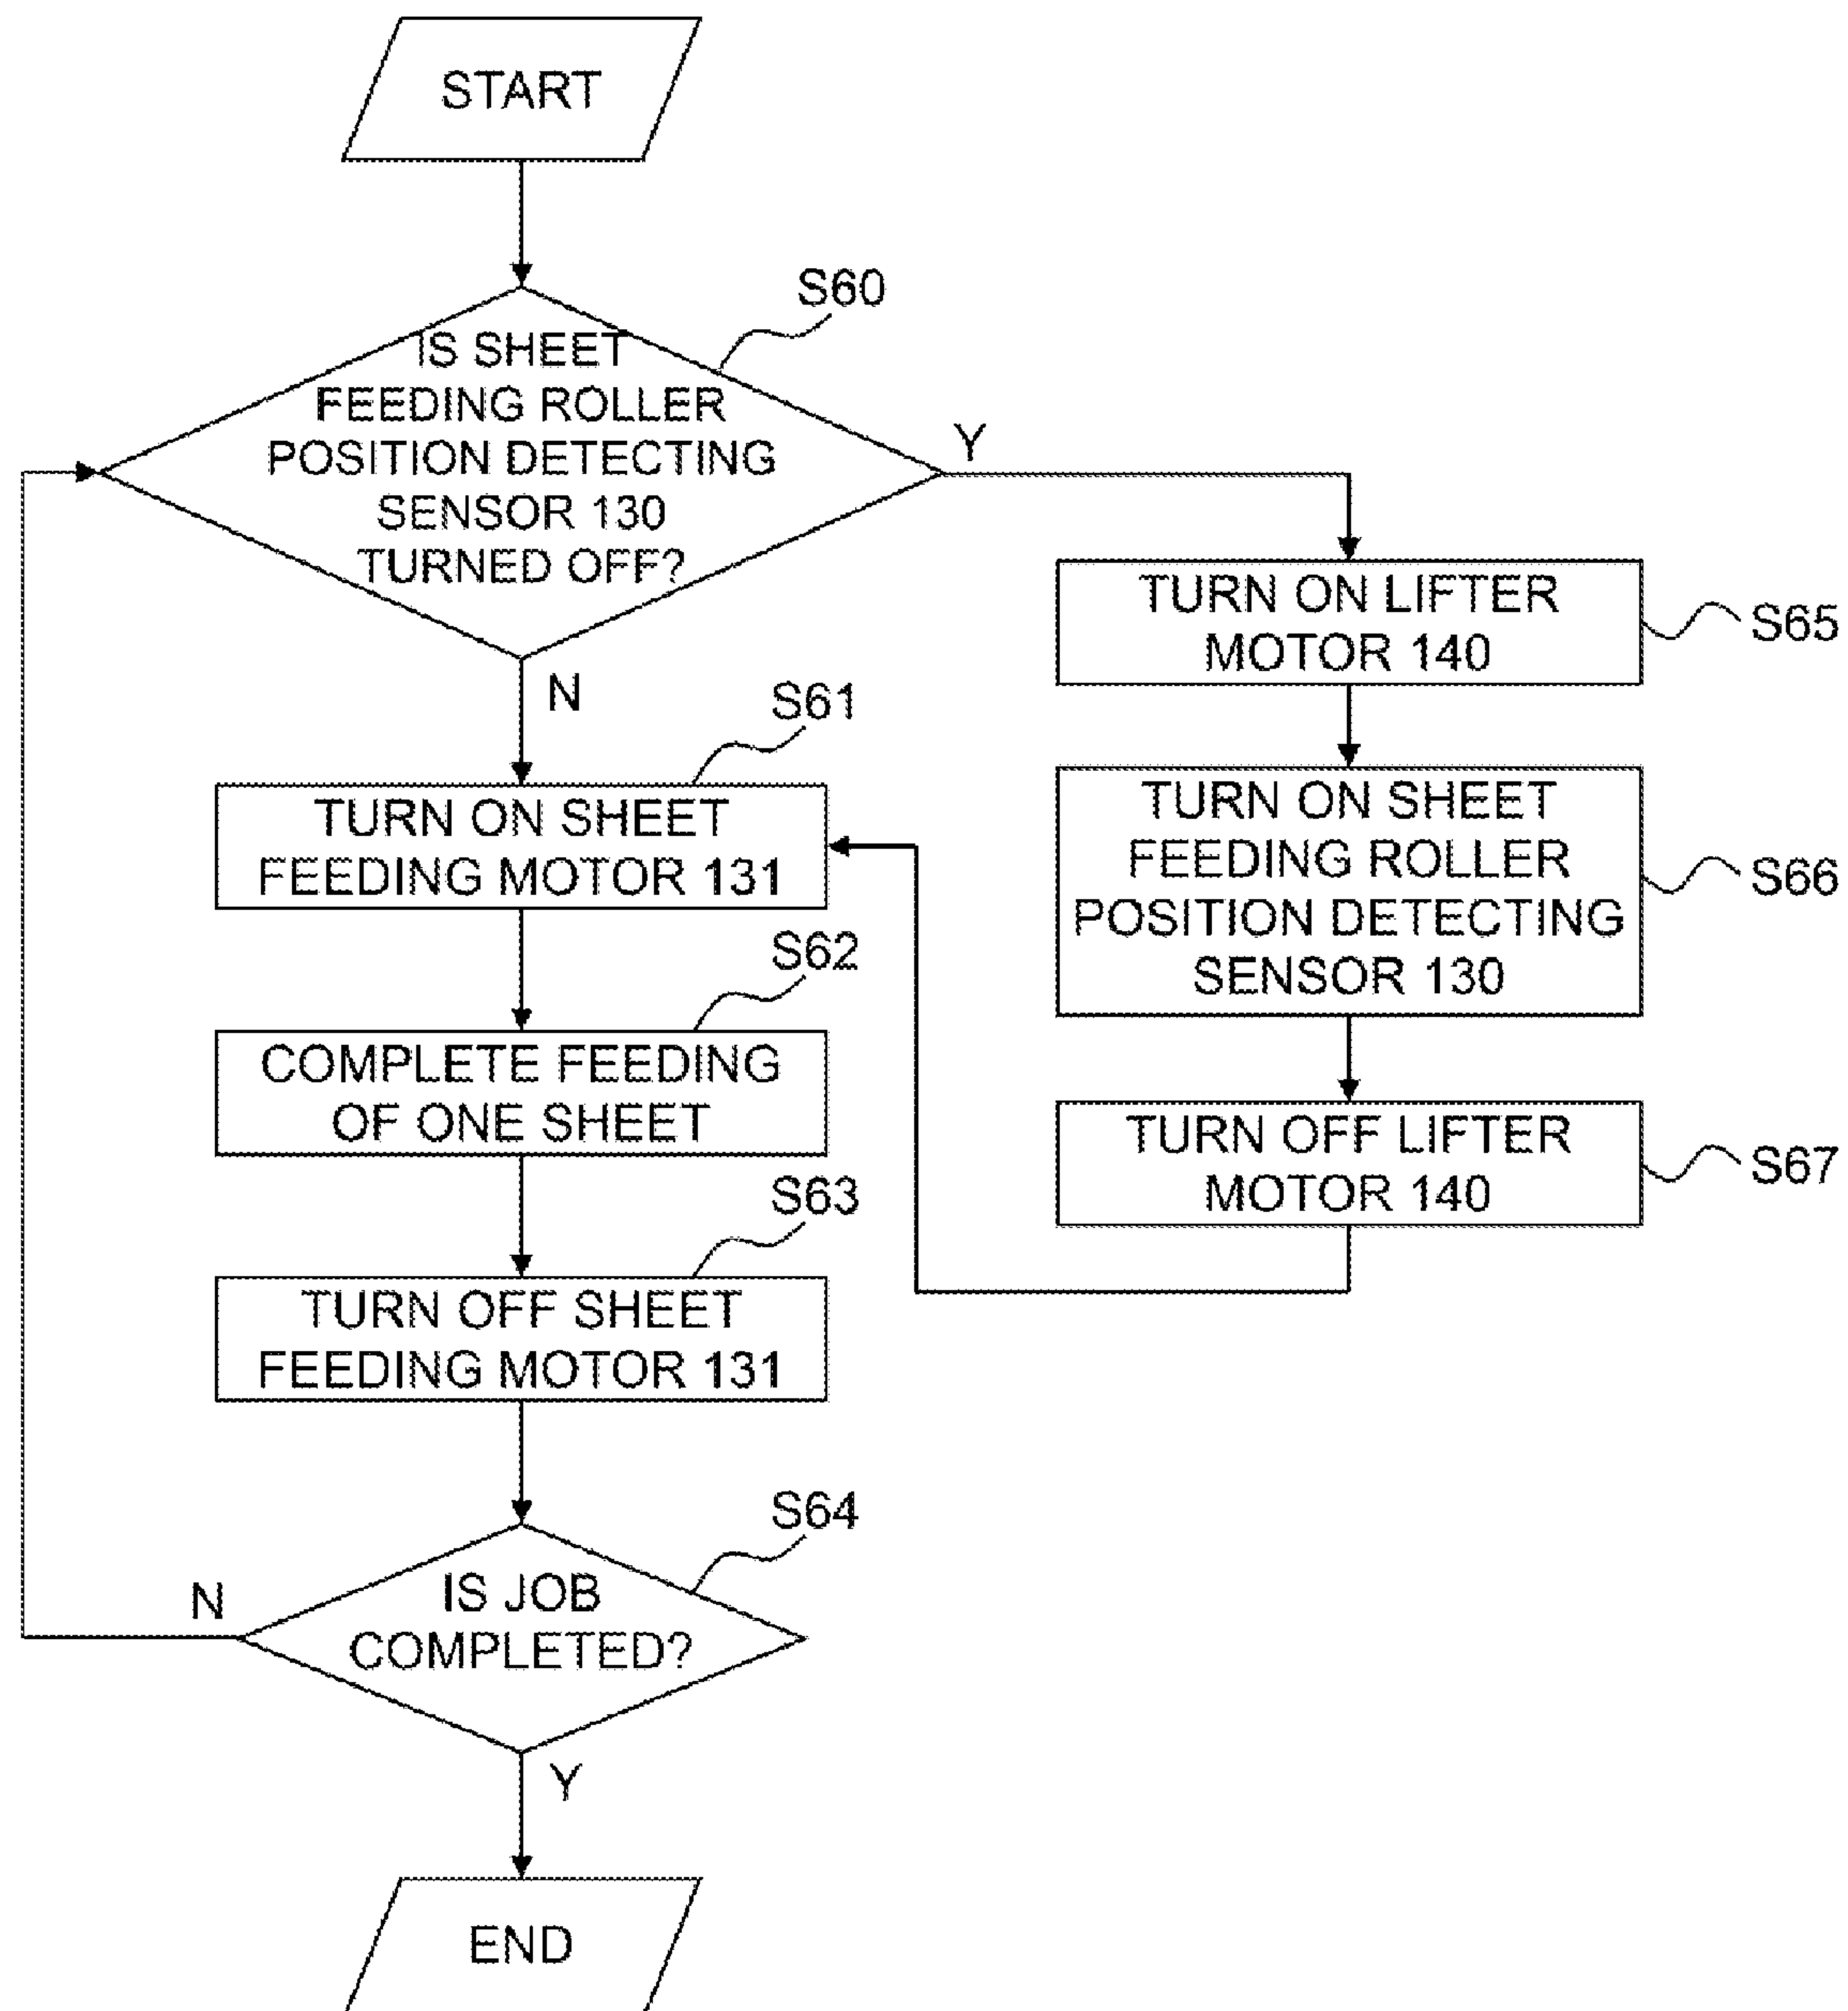 START
S60
IS SHEET
FEEDING ROLLER
POSITION DETECTING
SENSOR 130
TURNED OFF?
Y
N
S61
TURN ON SHEET
FEEDING MOTOR 131
S62
COMPLETE FEEDING
OF ONE SHEET
S63
TURN OFF SHEET
FEEDING MOTOR 131
S64
IS JOB
COMPLETED?
N
Y
END
TURN ON LIFTER
MOTOR 140
S65
TURN ON SHEET
FEEDING ROLLER
POSITION DETECTING
SENSOR 130
S66
TURN OFF LIFTER
MOTOR 140
S67